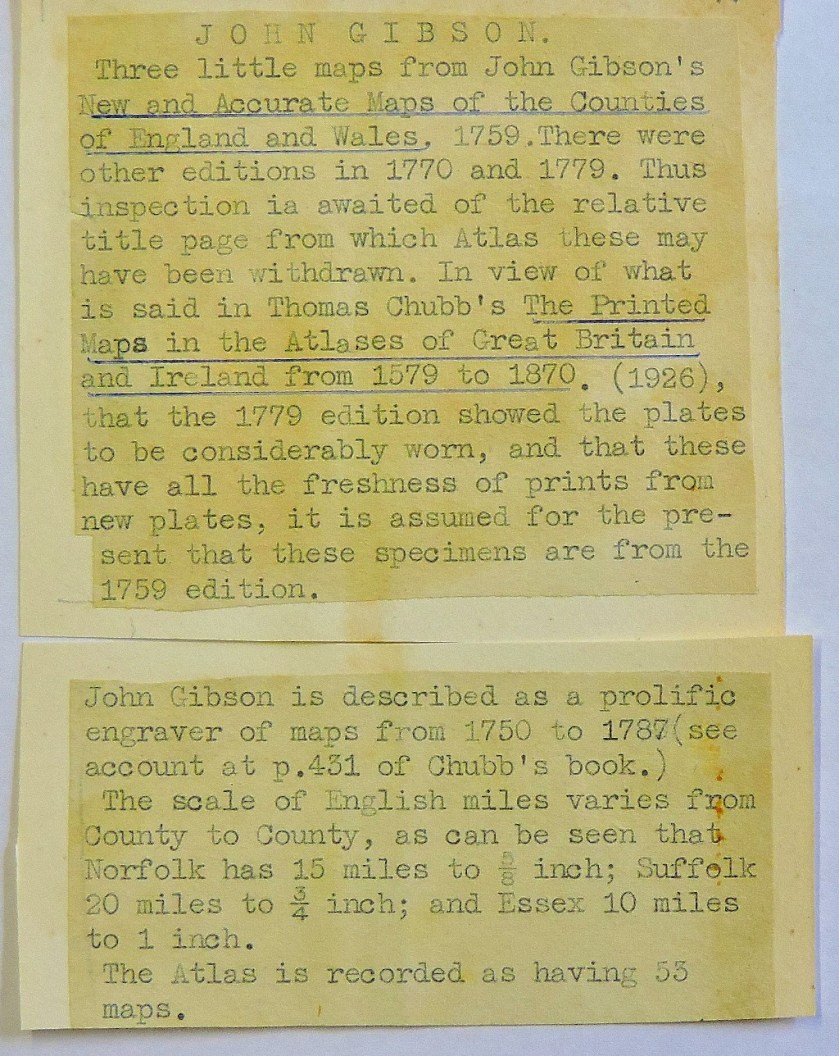 JOHN GIBSON.
Three little maps from John Gibson's
New and Accurate Maps of the Counties
of England and Wales, 1759.There were
other editions in 1770 and 1779. Thus
inspection ia awaited of the relative
title page from which Atlas these may
have been withdrawn. In view of what
is said in Thomas Chubb's The Printed
Maps in the Atlases of Great Britain
and Ireland from 1579 to 1870. (1926),
that the 1779 edition showed the plates
to be considerably worn, and that these
have all the freshness of prints from
new plates, it is assumed for the pre-
sent that these specimens are from the
1759 edition.
John Gibson is described as a prolific
engraver of maps from 1750 to 1787(see
account at p.431 of Chubb's book.)
The scale of English miles varies from
County to County, as can be seen that
Norfolk has 15 miles to ⅝ inch; Suffolk
20 miles to ¾ inch; and Essex 10 miles
to 1 inch.
The Atlas is recorded as having 53
maps.